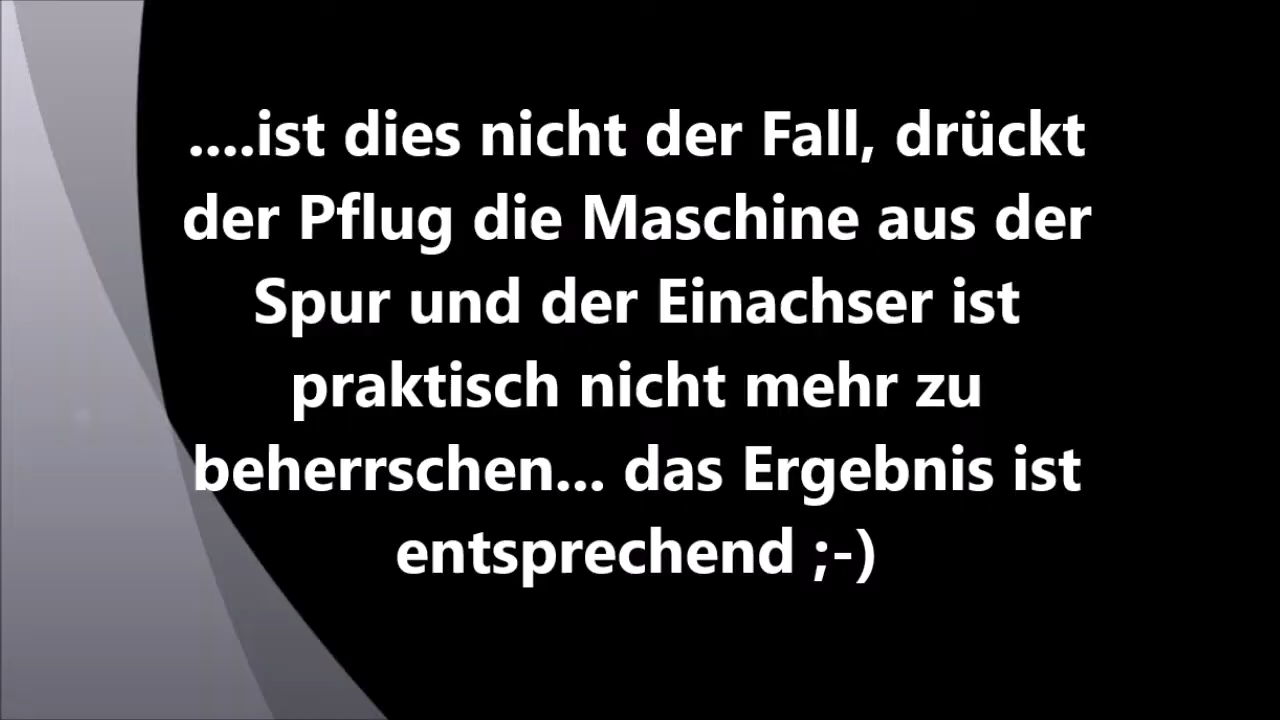 ....ist dies nicht der Fall, drückt
der Pflug die Maschine aus der
Spur und der Einachser ist
praktisch nicht mehr zu
beherrschen... das Ergebnis ist
entsprechend ;-)